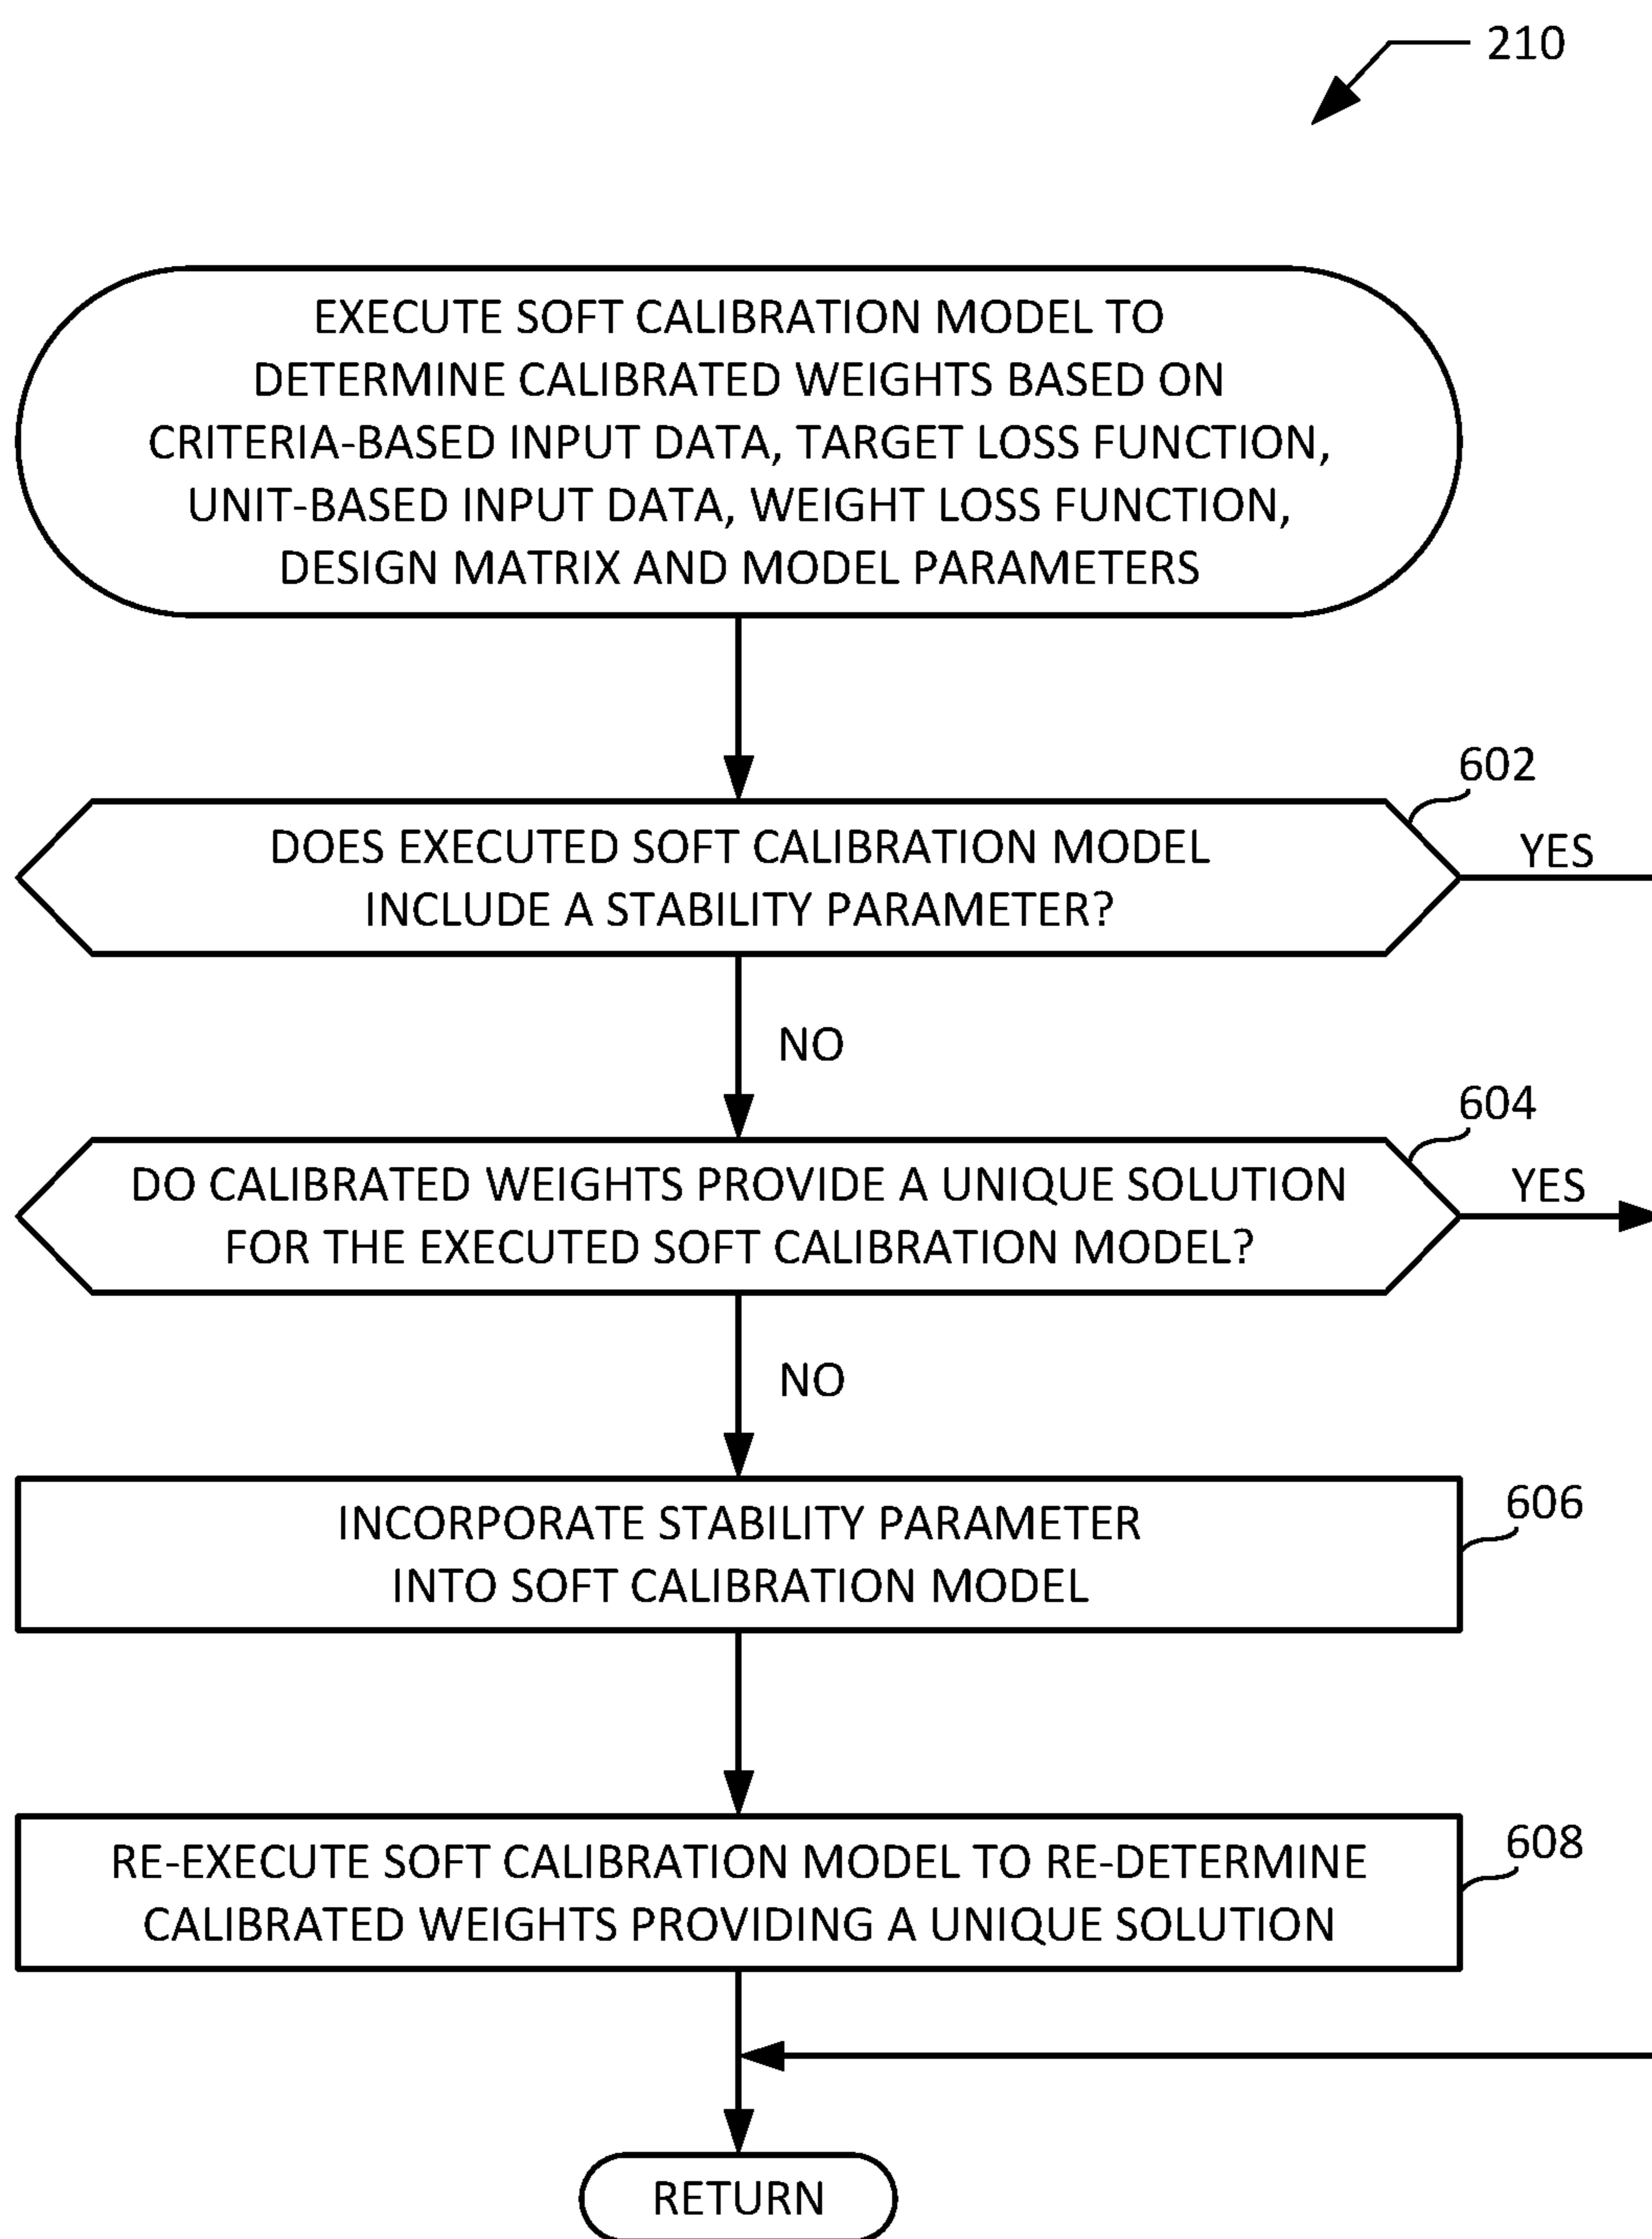 210
EXECUTE SOFT CALIBRATION MODEL TO
DETERMINE CALIBRATED WEIGHTS BASED ON
CRITERIA-BASED INPUT DATA, TARGET LOSS FUNCTION,
UNIT-BASED INPUT DATA, WEIGHT LOSS FUNCTION,
DESIGN MATRIX AND MODEL PARAMETERS
602
DOES EXECUTED SOFT CALIBRATION MODEL
INCLUDE A STABILITY PARAMETER?
YES
NO
604
DO CALIBRATED WEIGHTS PROVIDE A UNIQUE SOLUTION
FOR THE EXECUTED SOFT CALIBRATION MODEL?
YES
NO
606
INCORPORATE STABILITY PARAMETER
INTO SOFT CALIBRATION MODEL
608
RE-EXECUTE SOFT CALIBRATION MODEL TO RE-DETERMINE
CALIBRATED WEIGHTS PROVIDING A UNIQUE SOLUTION
RETURN